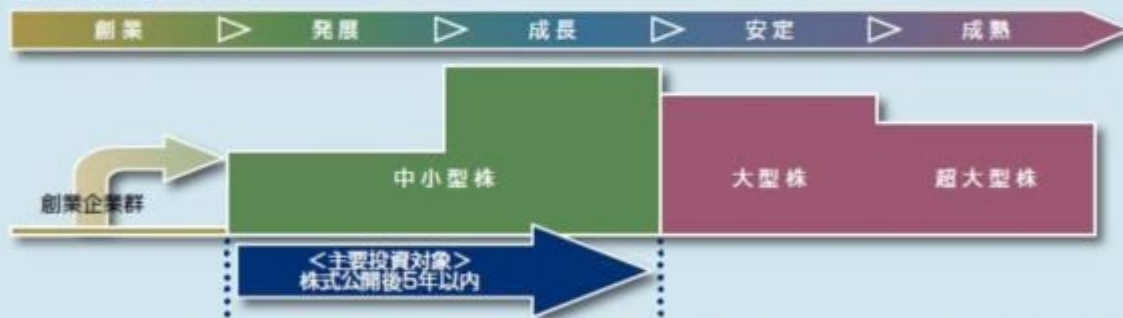 創業 ▷ 発展 ▷ 成長 ▷ 安定 ▷ 成熟
中小型株
大型株
超大型株
創業企業群
＜主要投資対象＞
株式公開後5年以内